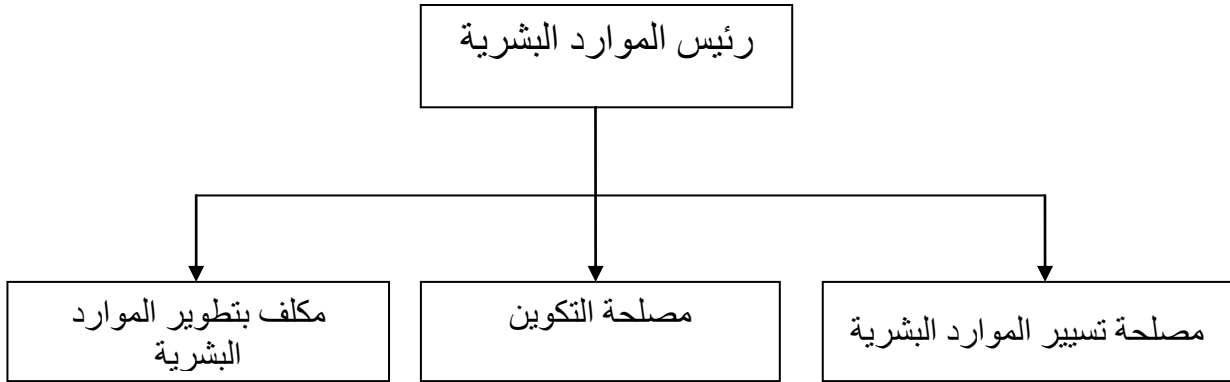 رئيس الموارد البشرية
مصلحة تسيير الموارد البشرية
مصلحة التكوين
مكلف بتطوير الموارد
البشرية